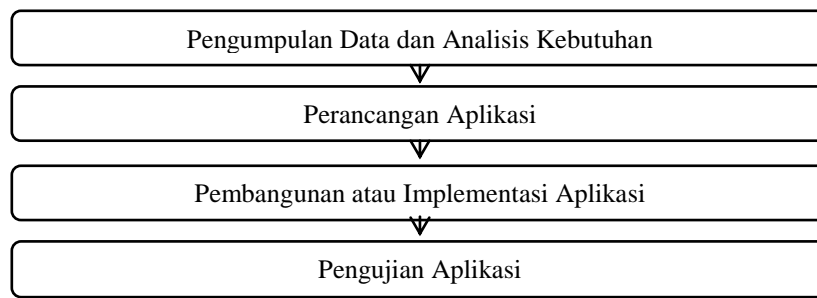 Pengumpulan Data dan Analisis Kebutuhan
Perancangan Aplikasi
Pembangunan atau Implementasi Aplikasi
Pengujian Aplikasi